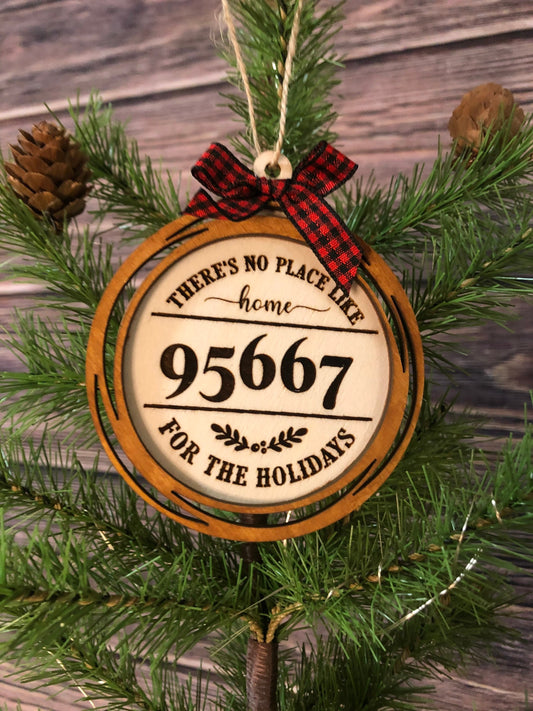 THERE'S NO PLACE LIKE
home
95667
FOR THE HOLIDAYS